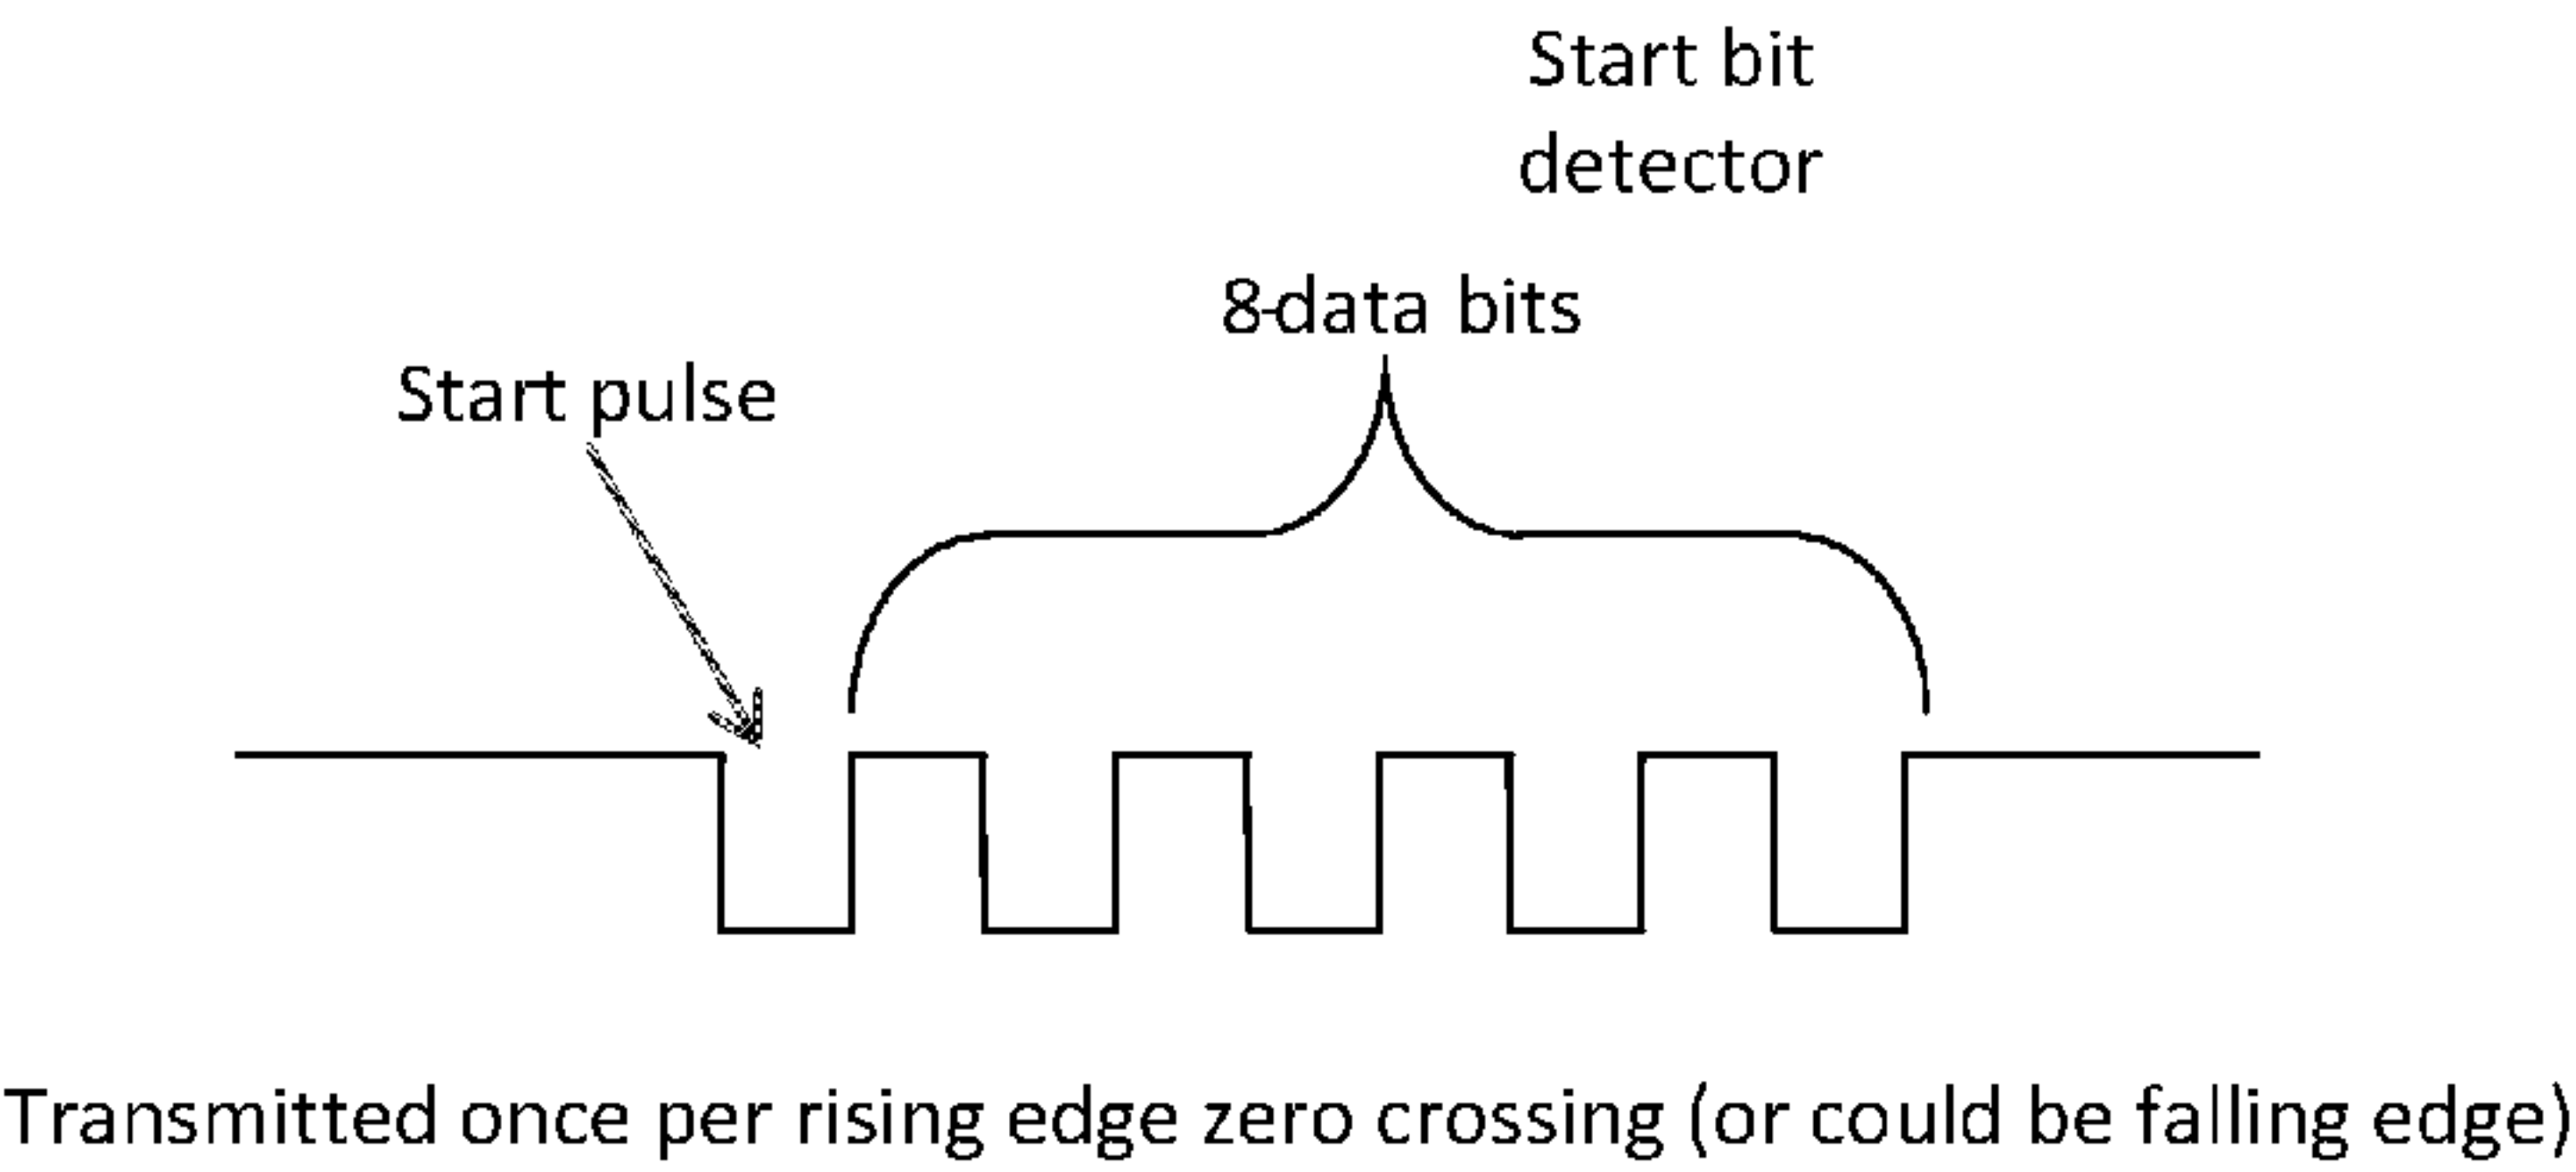 Start bit
detector
8-data bits
Start pulse
Transmitted once per rising edge zero crossing (or could be falling edge)